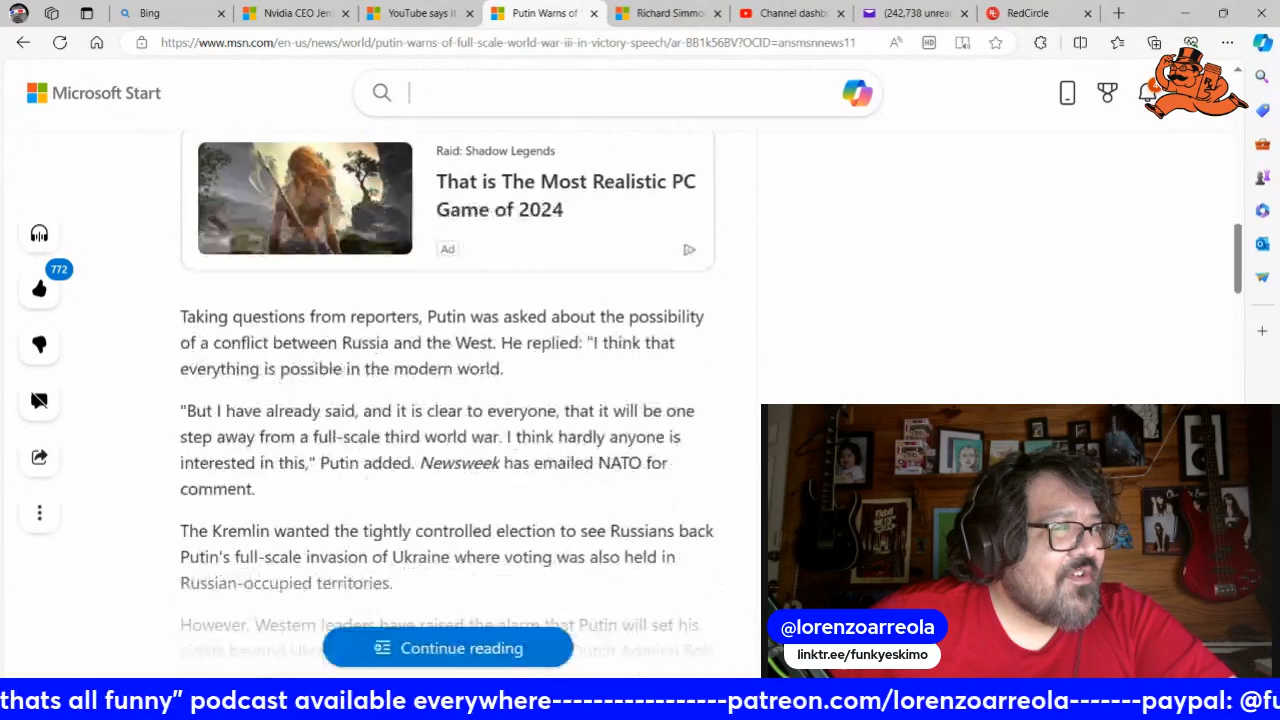 Bing
Nvidia CEO Jen
YouTube says it
Putin Warns of
Richard Simmo
Channel dashb
(242,738 unrea
RedCircle
https://www.msn.com/en-us/news/world/putin-warns-of-full-scale-world-war-iii-in-victory-speech/ar-BB1k56BV?OCID=ansmsnnews11
Microsoft Start
Raid: Shadow Legends
That is The Most Realistic PC
Game of 2024
Ad
772
Taking questions from reporters, Putin was asked about the possibility
of a conflict between Russia and the West. He replied: "I think that
everything is possible in the modern world.
"But I have already said, and it is clear to everyone, that it will be one
step away from a full-scale third world war. I think hardly anyone is
interested in this," Putin added. Newsweek has emailed NATO for
comment.
The Kremlin wanted the tightly controlled election to see Russians back
Putin's full-scale invasion of Ukraine where voting was also held in
Russian-occupied territories.
However, Western leaders have raised the alarm that Putin will set his
Continue reading
@lorenzoarreola
linktr.ee/funkyeskimo
thats all funny” podcast available everywhere-----------------patreon.com/lorenzoarreola-------paypal: @fu